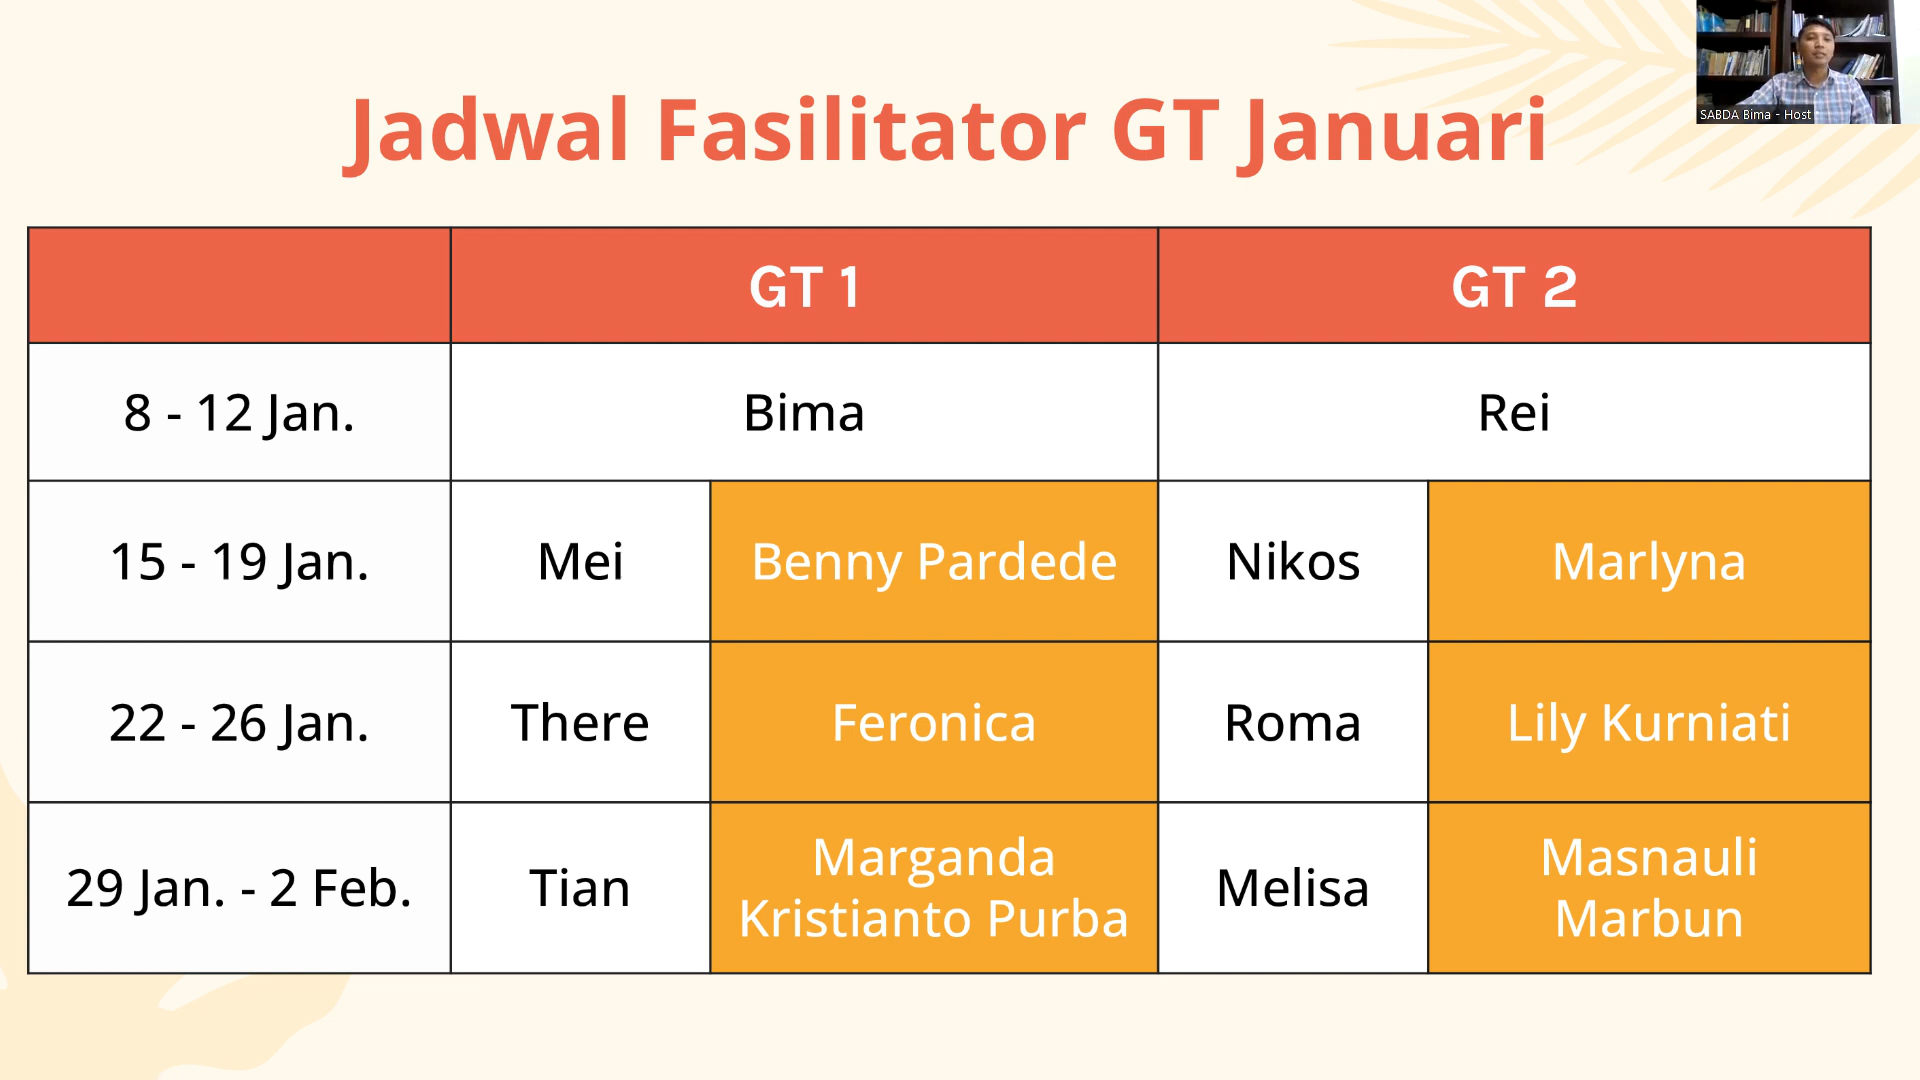 SABDA Bima - Host
Jadwal Fasilitator GT Januari
GT 1
GT 2
8 - 12 Jan.
Bima
Rei
15 - 19 Jan.
Mei
Benny Pardede
Nikos
Marlyna
22 - 26 Jan.
There
Feronica
Roma
Lily Kurniati
29 Jan. - 2 Feb.
Tian
Marganda
Kristianto Purba
Melisa
Masnauli
Marbun